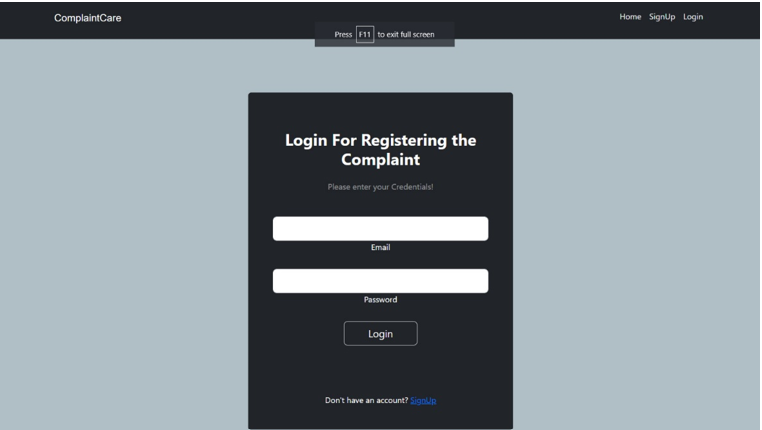 ComplaintCare
Home SignUp Login
Press F11 to exit full screen
Login For Registering the
Complaint
Please enter your Credentials!
Email
Password
Login
Don't have an account? SignUp